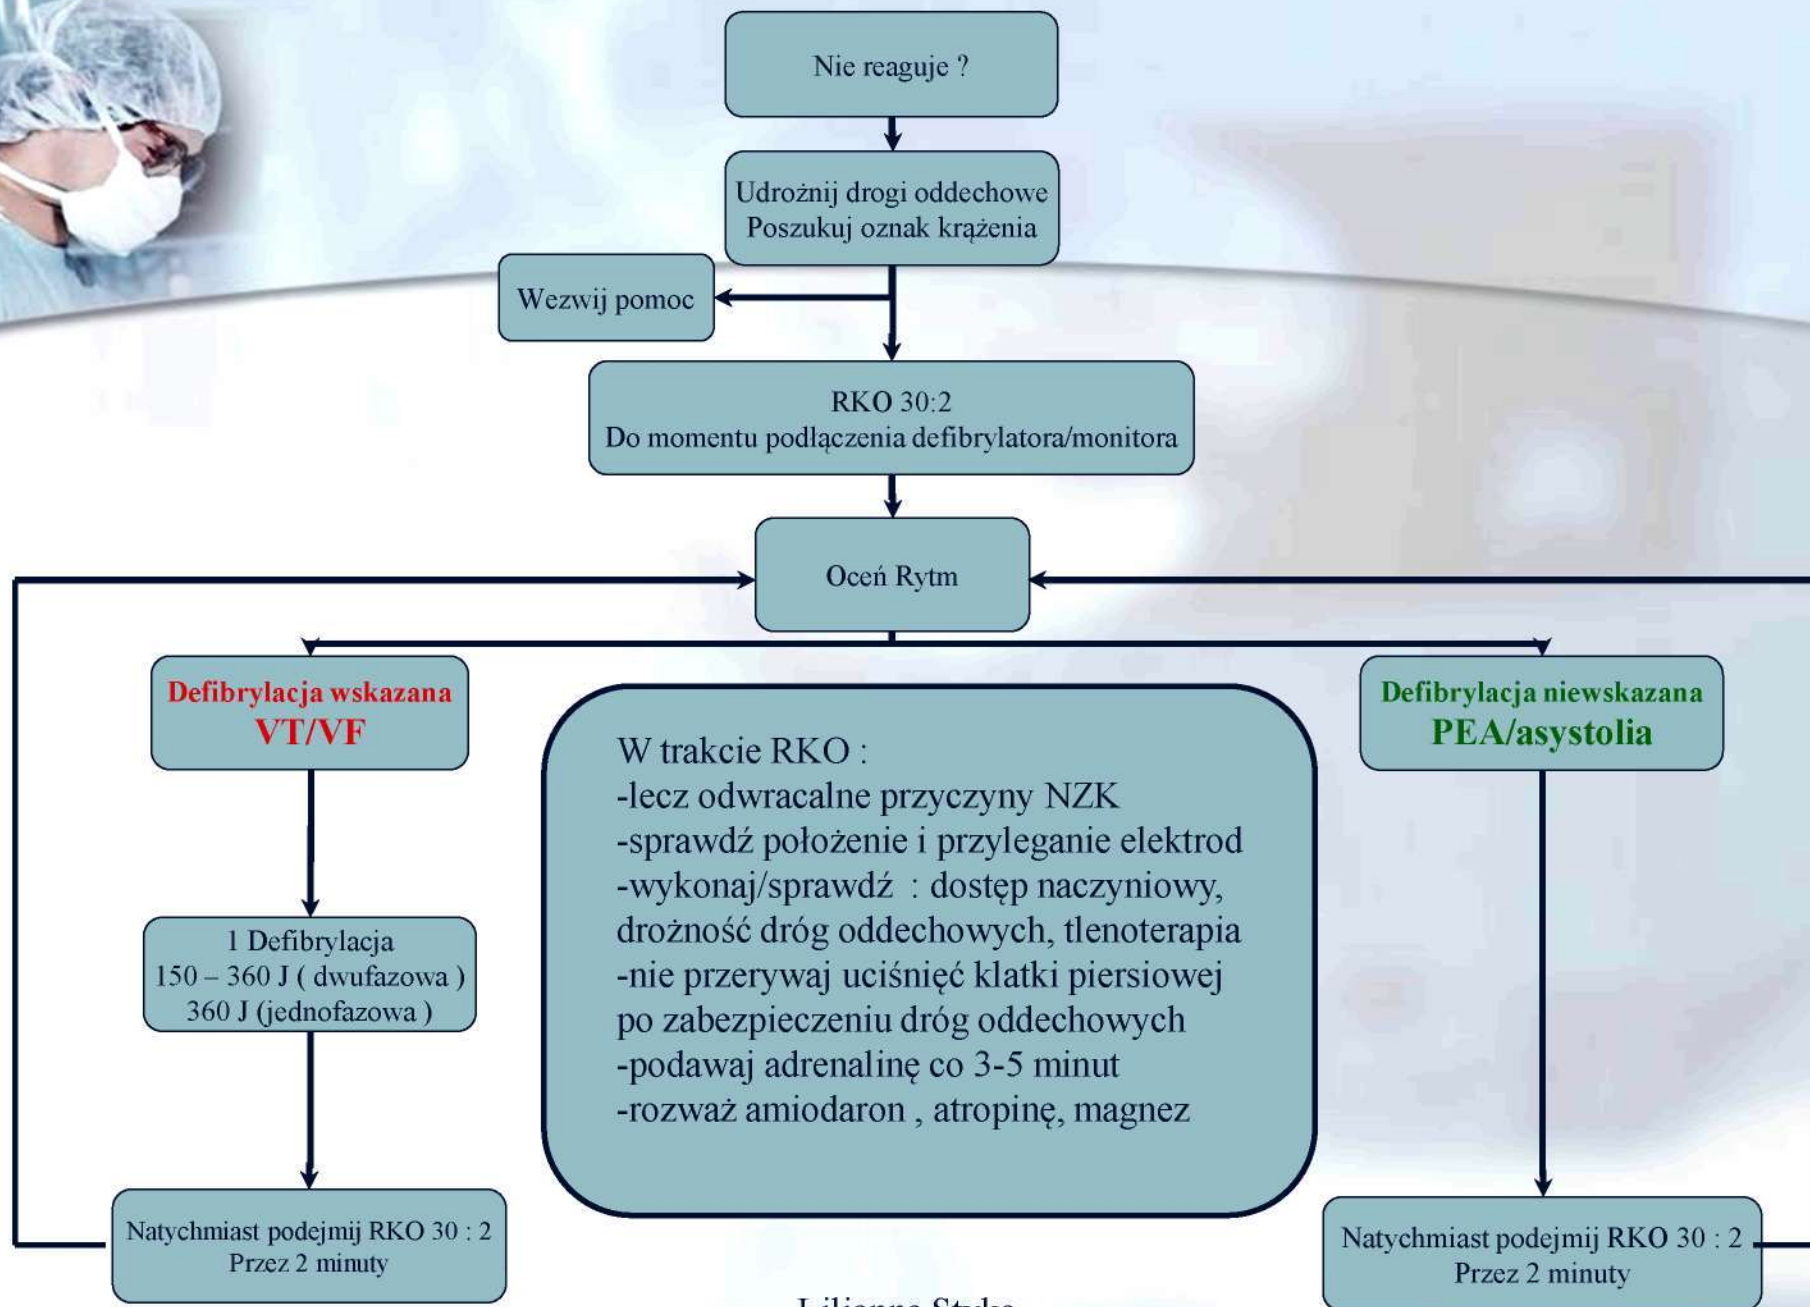 Nie reaguje ?
Udrożnij drogi oddechowe
Poszukuj oznak krążenia
Wezwij pomoc
RKO 30:2
Do momentu podłączenia defibrylatora/monitora
Oceń Rytm
Defibrylacja wskazana
VT/VF
Defibrylacja niewskazana
PEA/asystolia
W trakcie RKO :
-lecz odwracalne przyczyny NZK
-sprawdź położenie i przyleganie elektrod
-wykonaj/sprawdź : dostęp naczyniowy,
drożność dróg oddechowych, tlenoterapia
-nie przerywaj uciśnięć klatki piersiowej
po zabezpieczeniu dróg oddechowych
-podawaj adrenalinę co 3-5 minut
-rozważ amiodaron , atropinę, magnez
1 Defibrylacja
150 – 360 J ( dwufazowa )
360 J (jednofazowa )
Natychmiast podejmij RKO 30 : 2
Przez 2 minuty
Natychmiast podejmij RKO 30 : 2
Przez 2 minuty